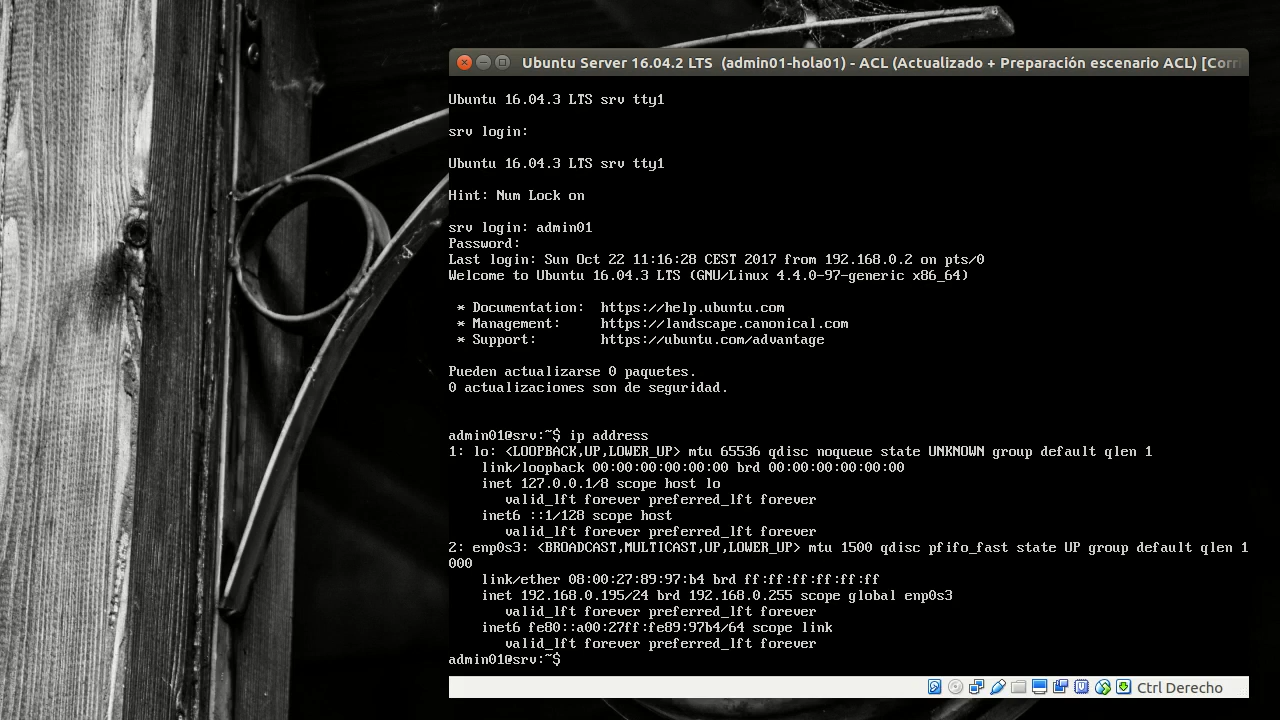 Ubuntu Server 16.04.2 LTS (admin01-hola01) - ACL (Actualizado + Preparación escenario ACL) [Corri
Ubuntu 16.04.3 LTS srv tty1
srv login:
Ubuntu 16.04.3 LTS srv tty1
Hint: Num Lock on
srv login: admin01
Password:
Last login: Sun Oct 22 11:16:28 CEST 2017 from 192.168.0.2 on pts/0
Welcome to Ubuntu 16.04.3 LTS (GNU/Linux 4.4.0-97-generic x86_64)
* Documentation:  https://help.ubuntu.com
* Management:     https://landscape.canonical.com
* Support:        https://ubuntu.com/advantage
Pueden actualizarse 0 paquetes.
0 actualizaciones son de seguridad.
admin01@srv:~$ ip address
1: lo: <LOOPBACK,UP,LOWER_UP> mtu 65536 qdisc noqueue state UNKNOWN group default qlen 1
link/loopback 00:00:00:00:00:00 brd 00:00:00:00:00:00
inet 127.0.0.1/8 scope host lo
valid_lft forever preferred_lft forever
inet6 ::1/128 scope host
valid_lft forever preferred_lft forever
2: enp0s3: <BROADCAST,MULTICAST,UP,LOWER_UP> mtu 1500 qdisc pfifo_fast state UP group default qlen 1
000
link/ether 08:00:27:89:97:b4 brd ff:ff:ff:ff:ff:ff
inet 192.168.0.195/24 brd 192.168.0.255 scope global enp0s3
valid_lft forever preferred_lft forever
inet6 fe80::a00:27ff:fe89:97b4/64 scope link
valid_lft forever preferred_lft forever
admin01@srv:~$
Ctrl Derecho